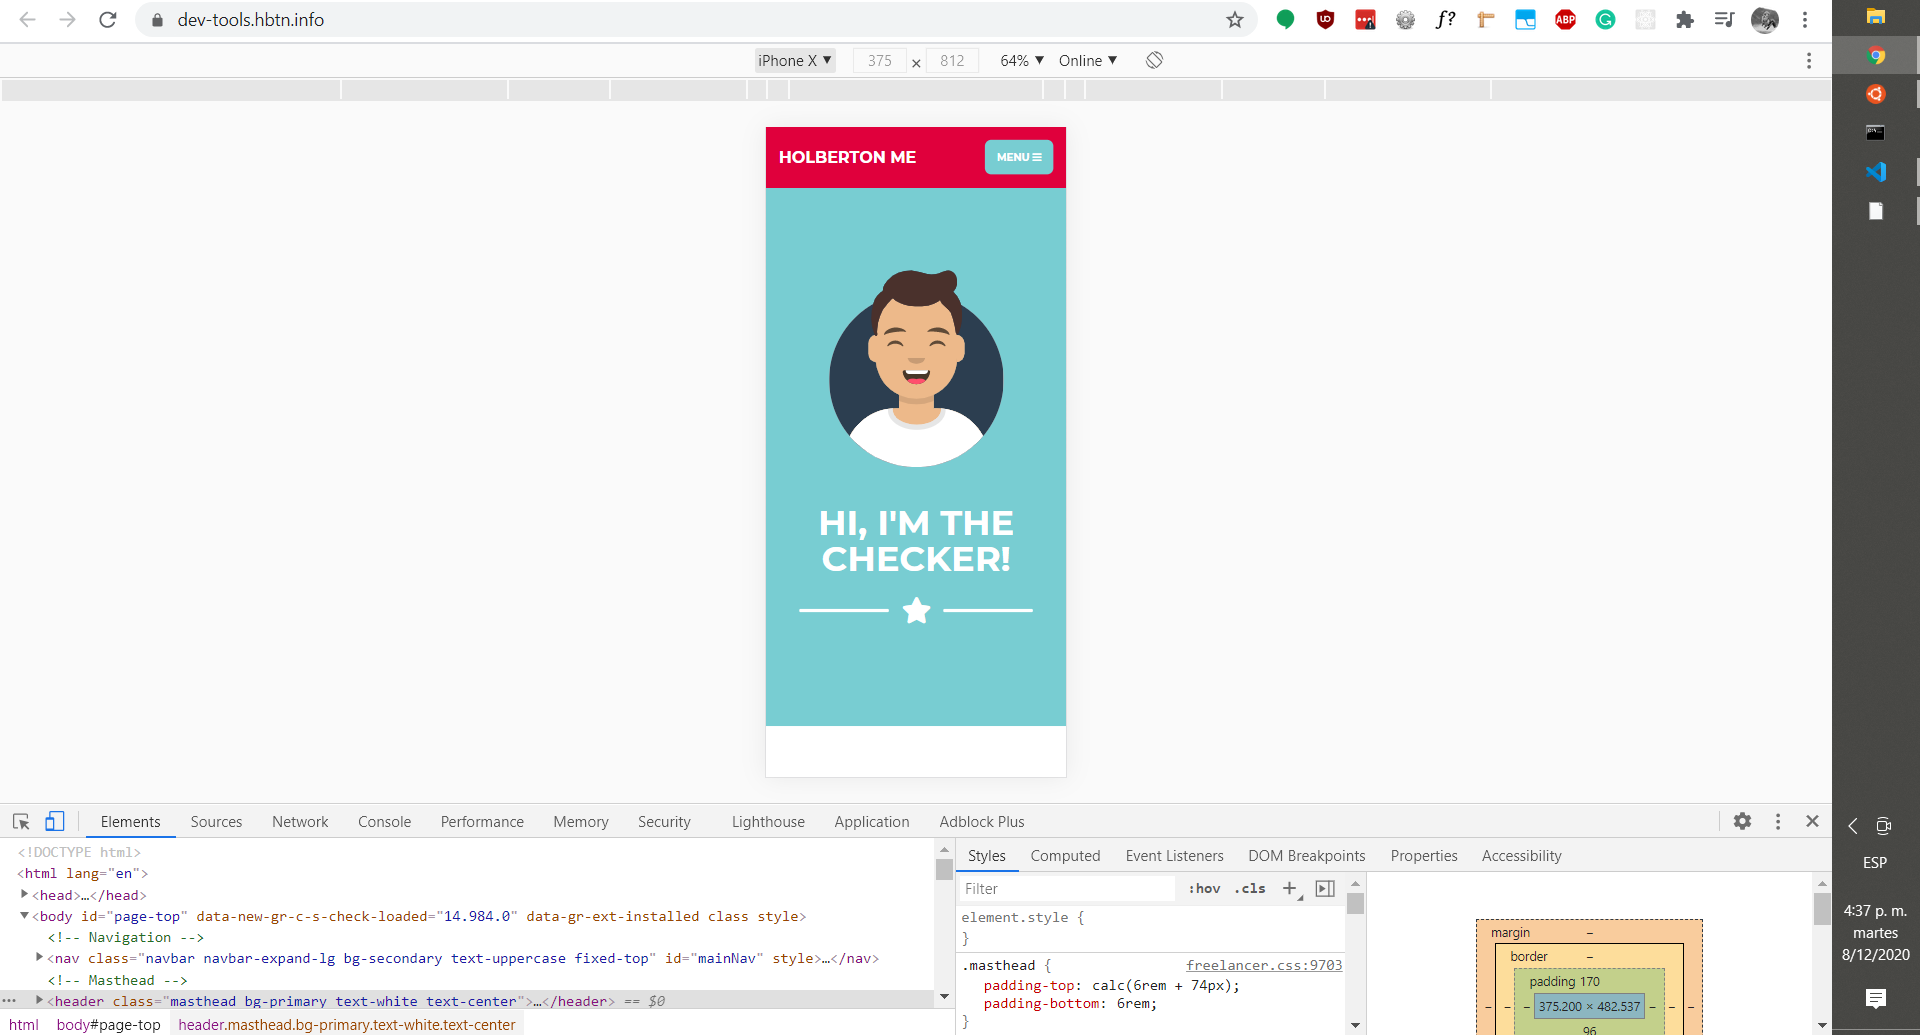 dev-tools.hbtn.info
f?
ABP
iPhone X ▼ 375 × 812 64% ▼ Online ▼
HOLBERTON ME
MENU
HI, I'M THE
CHECKER!
Elements Sources Network Console Performance Memory Security Lighthouse Application Adblock Plus
<!DOCTYPE html>
<html lang="en">
<head>…</head>
<body id="page-top" data-new-gr-c-s-check-loaded="14.984.0" data-gr-ext-installed class style>
<!-- Navigation -->
<nav class="navbar navbar-expand-lg bg-secondary text-uppercase fixed-top" id="mainNav" style>…</nav>
<!-- Masthead -->
<header class="masthead bg-primary text-white text-center">…</header> == $0
html body#page-top header.masthead.bg-primary.text-white.text-center
Styles Computed Event Listeners DOM Breakpoints Properties Accessibility
Filter :hov .cls +
element.style {
}
.masthead { freelancer.css:9703
padding-top: calc(6rem + 74px);
padding-bottom: 6rem;
}
margin –
border –
padding 170
– – – 375.200 × 482.537 – – –
96
ESP
4:37 p. m.
martes
8/12/2020